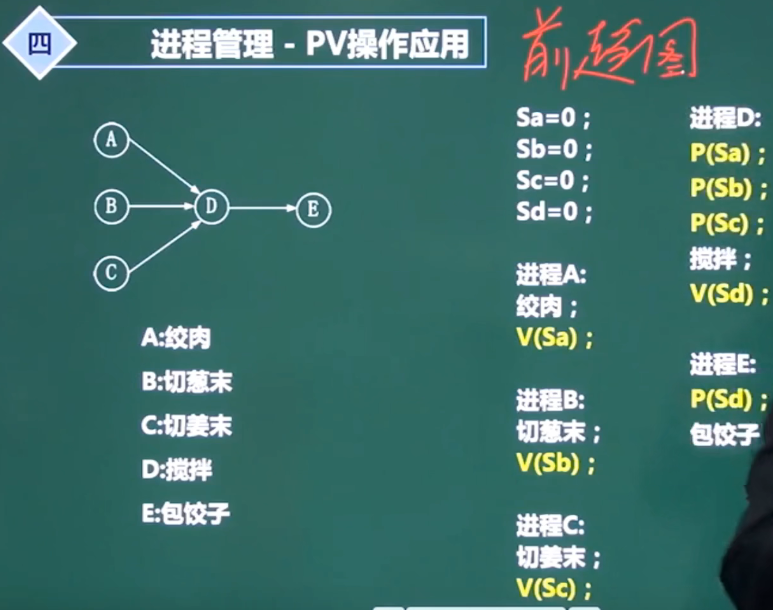 四
进程管理 - PV操作应用
前趋图
A
B
D
E
C
A:绞肉
B:切葱末
C:切姜末
D:搅拌
E:包饺子
Sa=0；
Sb=0；
Sc=0；
Sd=0；
进程A:
绞肉；
V(Sa)；
进程B:
切葱末；
V(Sb)；
进程C:
切姜末；
V(Sc)；
进程D:
P(Sa)；
P(Sb)；
P(Sc)；
搅拌；
V(Sd)；
进程E:
P(Sd)；
包饺子